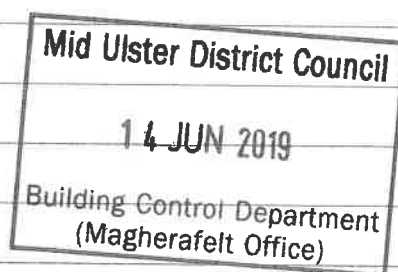 Mid Ulster District Council
14 JUN 2019
Building Control Department
(Magherafelt Office)